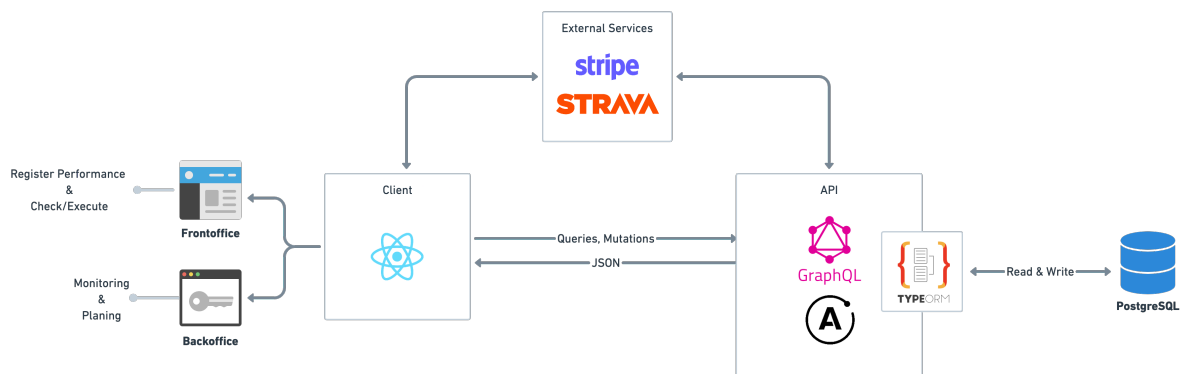 External Services
stripe
STRAVA
Register Performance
&
Check/Execute
Frontoffice
Monitoring
&
Planing
Backoffice
Client
Queries, Mutations
JSON
API
GraphQL
A
TYPEORM
Read & Write
PostgreSQL